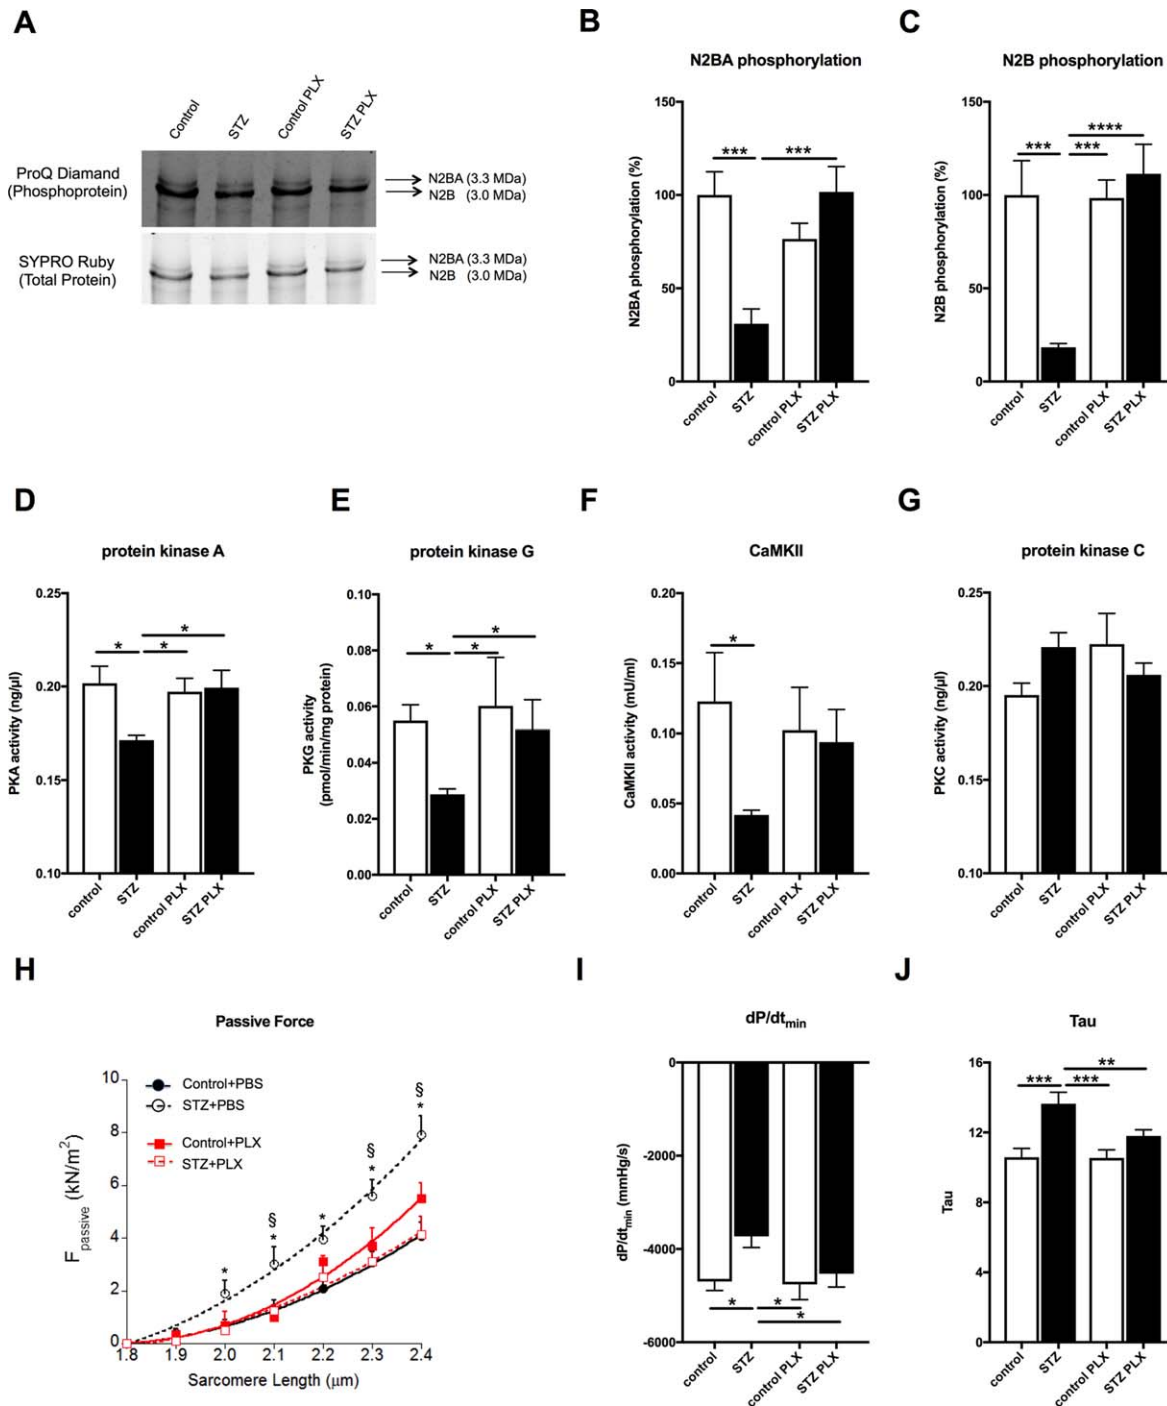 A
Control
STZ
Control PLX
STZ PLX
ProQ Diamand
(Phosphoprotein)
N2BA (3.3 MDa)
N2B (3.0 MDa)
SYPRO Ruby
(Total Protein)
N2BA (3.3 MDa)
N2B (3.0 MDa)
B
N2BA phosphorylation
N2BA phosphorylation (%)
150
100
50
0
***
***
control
STZ
control PLX
STZ PLX
C
N2B phosphorylation
N2B phosphorylation (%)
150
100
50
0
****
***
***
control
STZ
control PLX
STZ PLX
D
protein kinase A
PKA activity (ng/µl)
0.25
0.20
0.15
0.10
*
*
*
control
STZ
control PLX
STZ PLX
E
protein kinase G
PKG activity
(pmol/min/mg protein)
0.10
0.08
0.06
0.04
0.02
0.00
*
*
*
control
STZ
control PLX
STZ PLX
F
CaMKII
CaMKII activity (mU/ml)
0.20
0.15
0.10
0.05
0.00
*
control
STZ
control PLX
STZ PLX
G
protein kinase C
PKC activity (ng/µl)
0.25
0.20
0.15
0.10
control
STZ
control PLX
STZ PLX
H
Passive Force
F passive (kN/m²)
10
8
6
4
2
0
Control+PBS
STZ+PBS
Control+PLX
STZ+PLX
*
§
*
*
§
*
§
*
1.8 1.9 2.0 2.1 2.2 2.3 2.4
Sarcomere Length (µm)
I
dP/dtmin
dP/dtmin (mmHg/s)
0
-2000
-4000
-6000
*
*
*
control
STZ
control PLX
STZ PLX
J
Tau
Tau
16
12
8
4
0
**
***
***
control
STZ
control PLX
STZ PLX